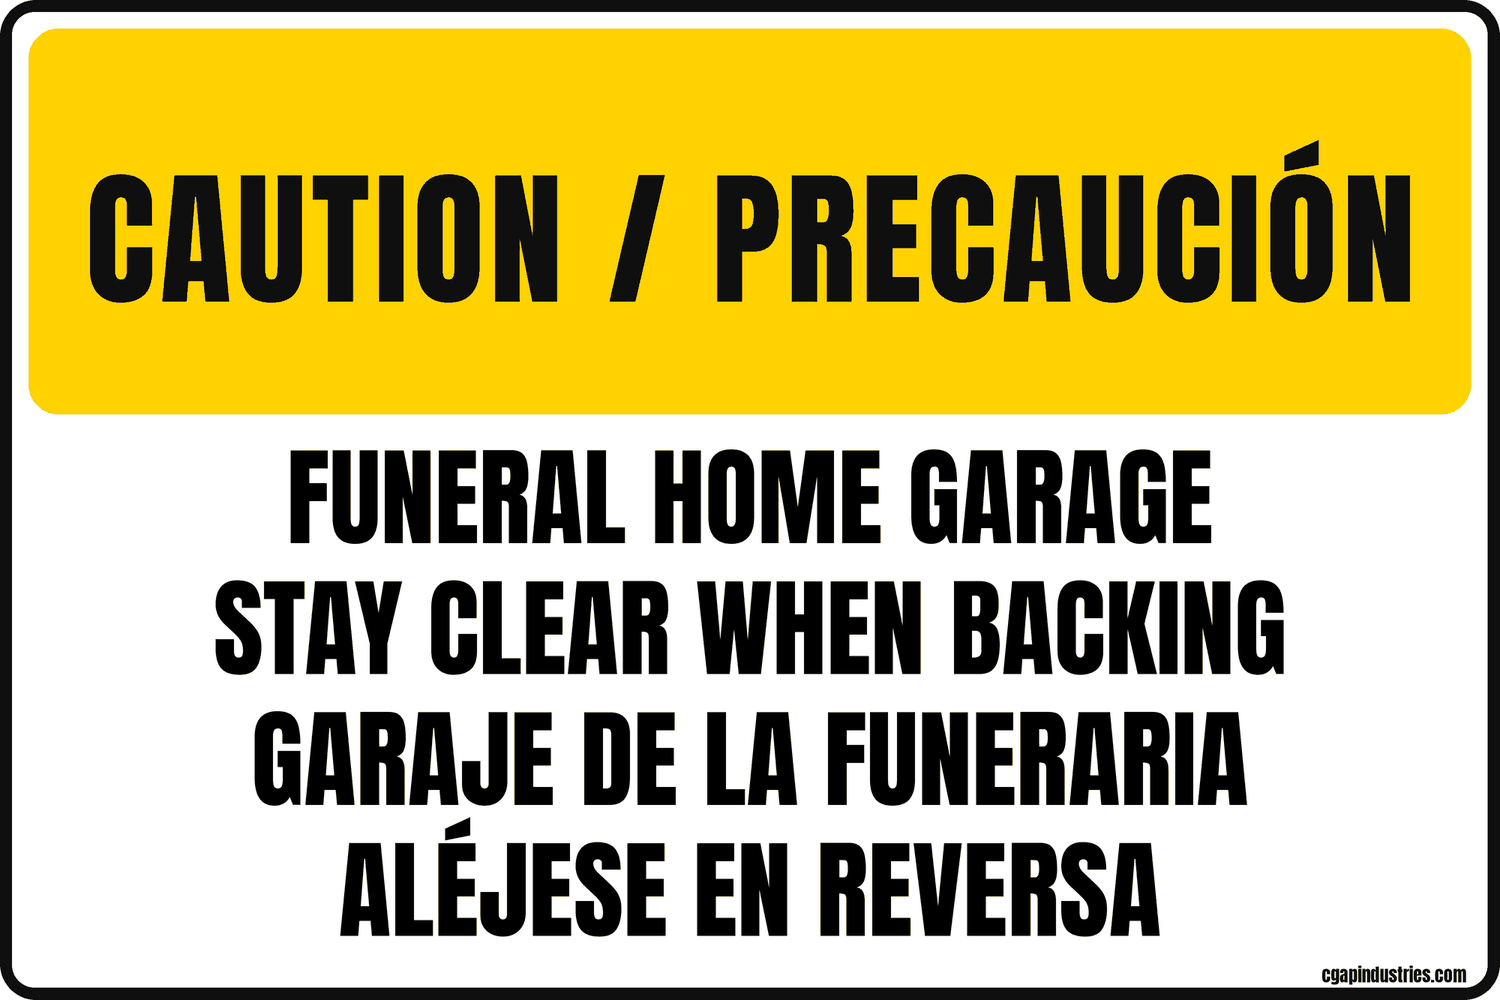 CAUTION / PRECAUCIÓN
FUNERAL HOME GARAGE
STAY CLEAR WHEN BACKING
GARAJE DE LA FUNERARIA
ALÉJESE EN REVERSA
cgapindustries.com